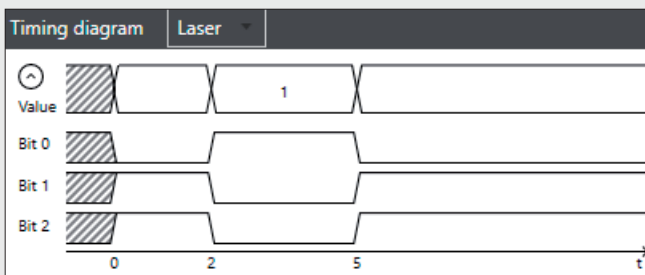 Timing diagram Laser
Value 1
Bit 0
Bit 1
Bit 2
0 2 5 t